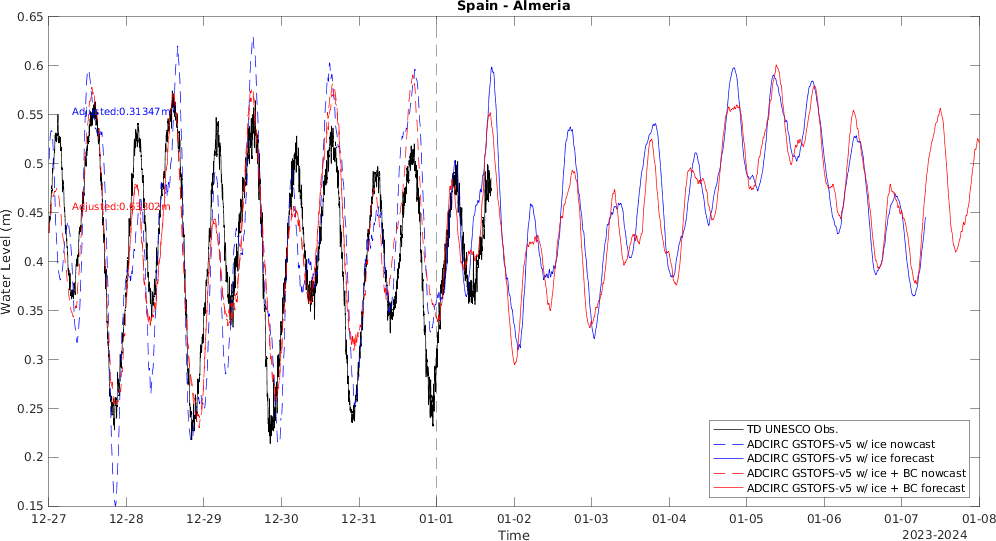 Spain - Almeria
0.65
0.6
0.55
0.5
0.45
0.4
0.35
0.3
0.25
0.2
0.15
Water Level (m)
Adjusted:0.31347m
TD UNESCO Obs.
ADCIRC GSTOFS-v5 w/ ice nowcast
ADCIRC GSTOFS-v5 w/ ice forecast
ADCIRC GSTOFS-v5 w/ ice + BC nowcast
ADCIRC GSTOFS-v5 w/ ice + BC forecast
12-27 12-28 12-29 12-30 12-31 01-01 01-02 01-03 01-04 01-05 01-06 01-07 01-08
Time
2023-2024